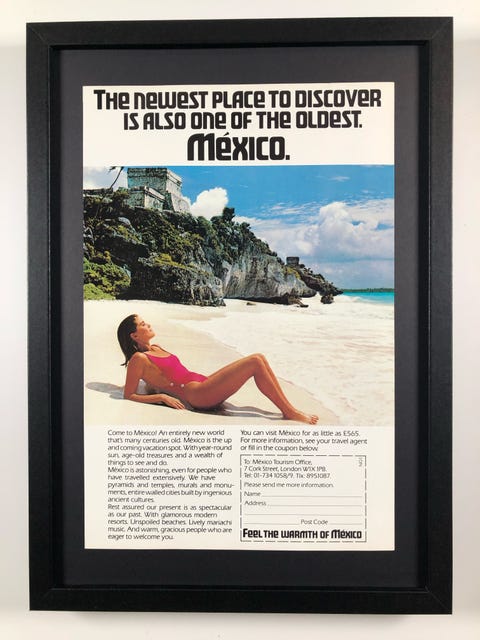 The newest place to discover
is also one of the oldest.
México.
Come to México! An entirely new world
that's many centuries old. México is the up
and coming vacation spot. With year-round
sun, age-old treasures and a wealth of
things to see and do.
México is astonishing, even for people who
have travelled extensively. We have
pyramids and temples, murals and monu-
ments, entire walled cities built by ingenious
ancient cultures.
Rest assured our present is as spectacular
as our past. With glamorous modern
resorts. Unspoiled beaches. Lively mariachi
music. And warm, gracious people who are
eager to welcome you.
You can visit México for as little as £565.
For more information, see your travel agent
or fill in the coupon below.
To: México Tourism Office,
7 Cork Street, London W1X 1PB.
Tel: 01-734 1058/9. Tlx: 8951087.
Please send me more information.
Name
Address
Post Code
Feel the warmth of México